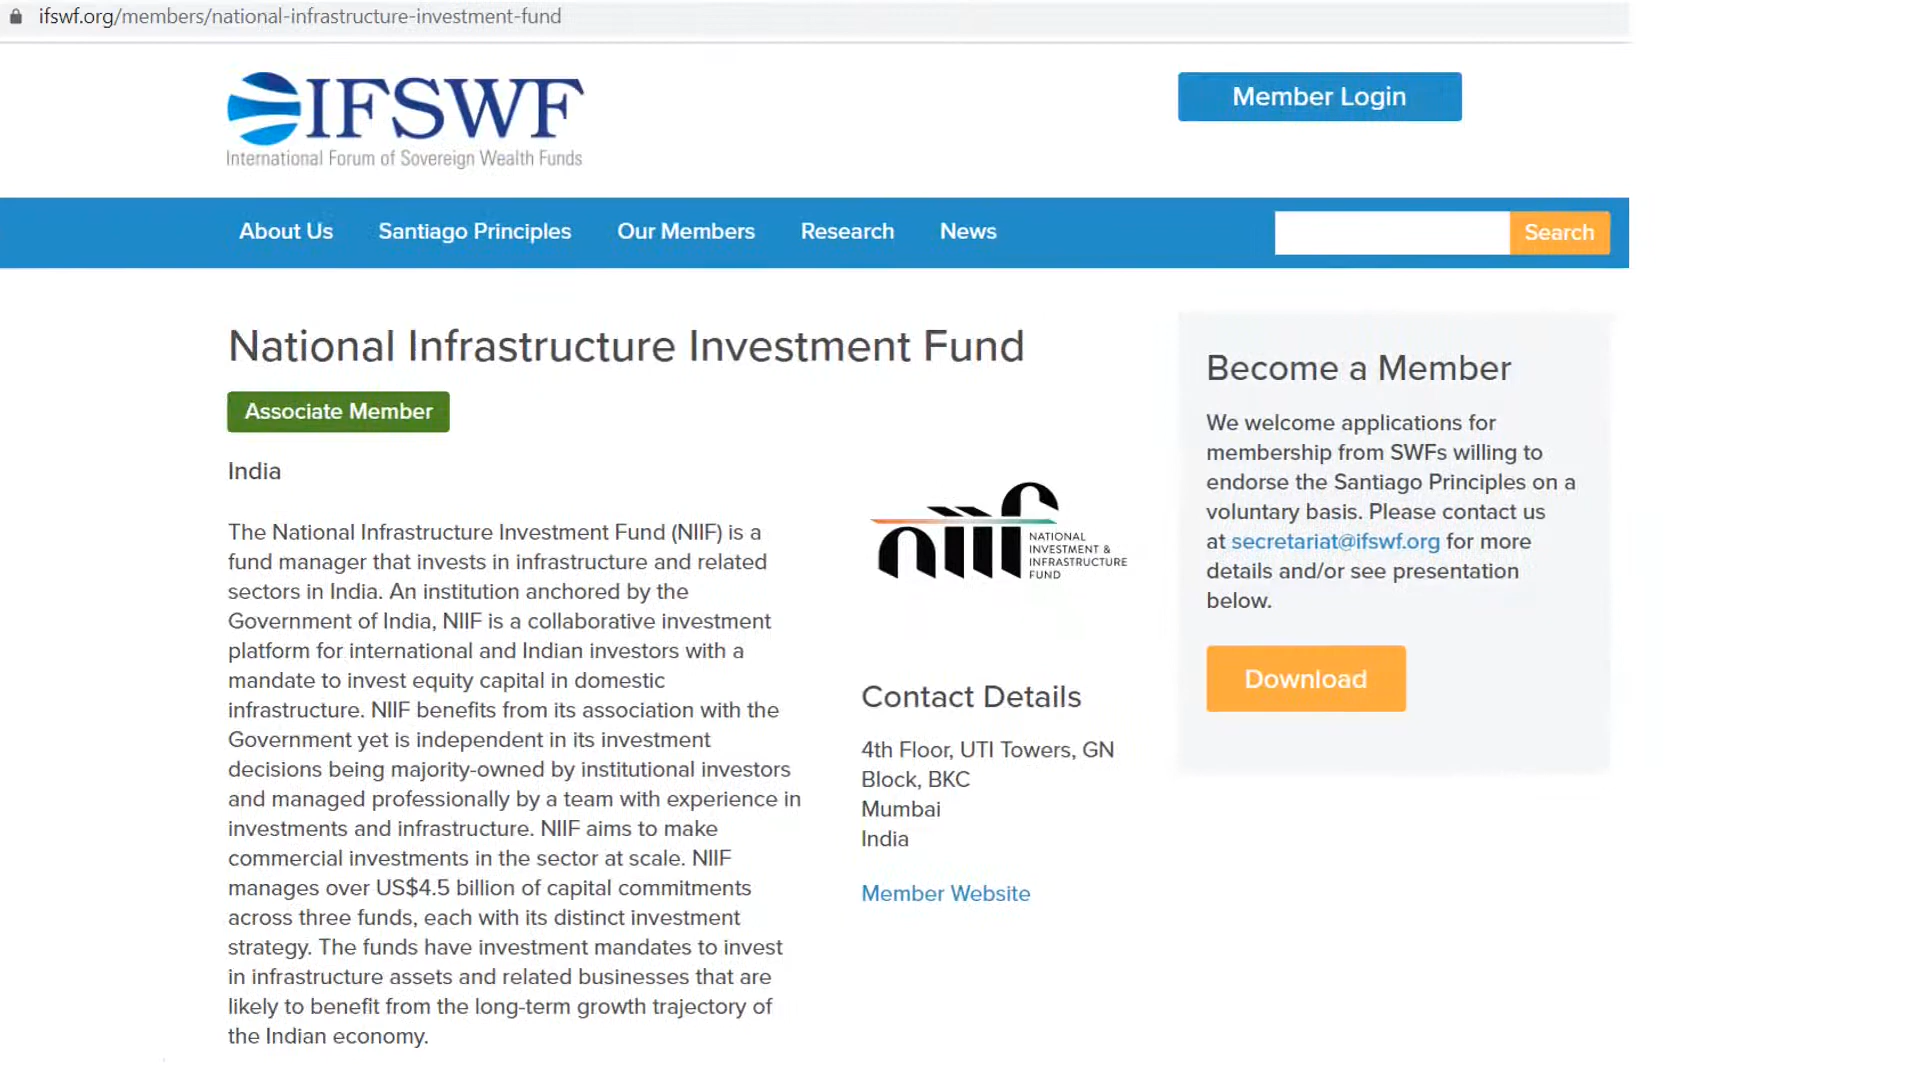 ifswf.org/members/national-infrastructure-investment-fund
IFSWF
International Forum of Sovereign Wealth Funds
Member Login
About Us
Santiago Principles
Our Members
Research
News
Search
National Infrastructure Investment Fund
Associate Member
India
The National Infrastructure Investment Fund (NIIF) is a
fund manager that invests in infrastructure and related
sectors in India. An institution anchored by the
Government of India, NIIF is a collaborative investment
platform for international and Indian investors with a
mandate to invest equity capital in domestic
infrastructure. NIIF benefits from its association with the
Government yet is independent in its investment
decisions being majority-owned by institutional investors
and managed professionally by a team with experience in
investments and infrastructure. NIIF aims to make
commercial investments in the sector at scale. NIIF
manages over US$4.5 billion of capital commitments
across three funds, each with its distinct investment
strategy. The funds have investment mandates to invest
in infrastructure assets and related businesses that are
likely to benefit from the long-term growth trajectory of
the Indian economy.
niif
NATIONAL
INVESTMENT &
INFRASTRUCTURE
FUND
Contact Details
4th Floor, UTI Towers, GN
Block, BKC
Mumbai
India
Member Website
Become a Member
We welcome applications for
membership from SWFs willing to
endorse the Santiago Principles on a
voluntary basis. Please contact us
at secretariat@ifswf.org for more
details and/or see presentation
below.
Download